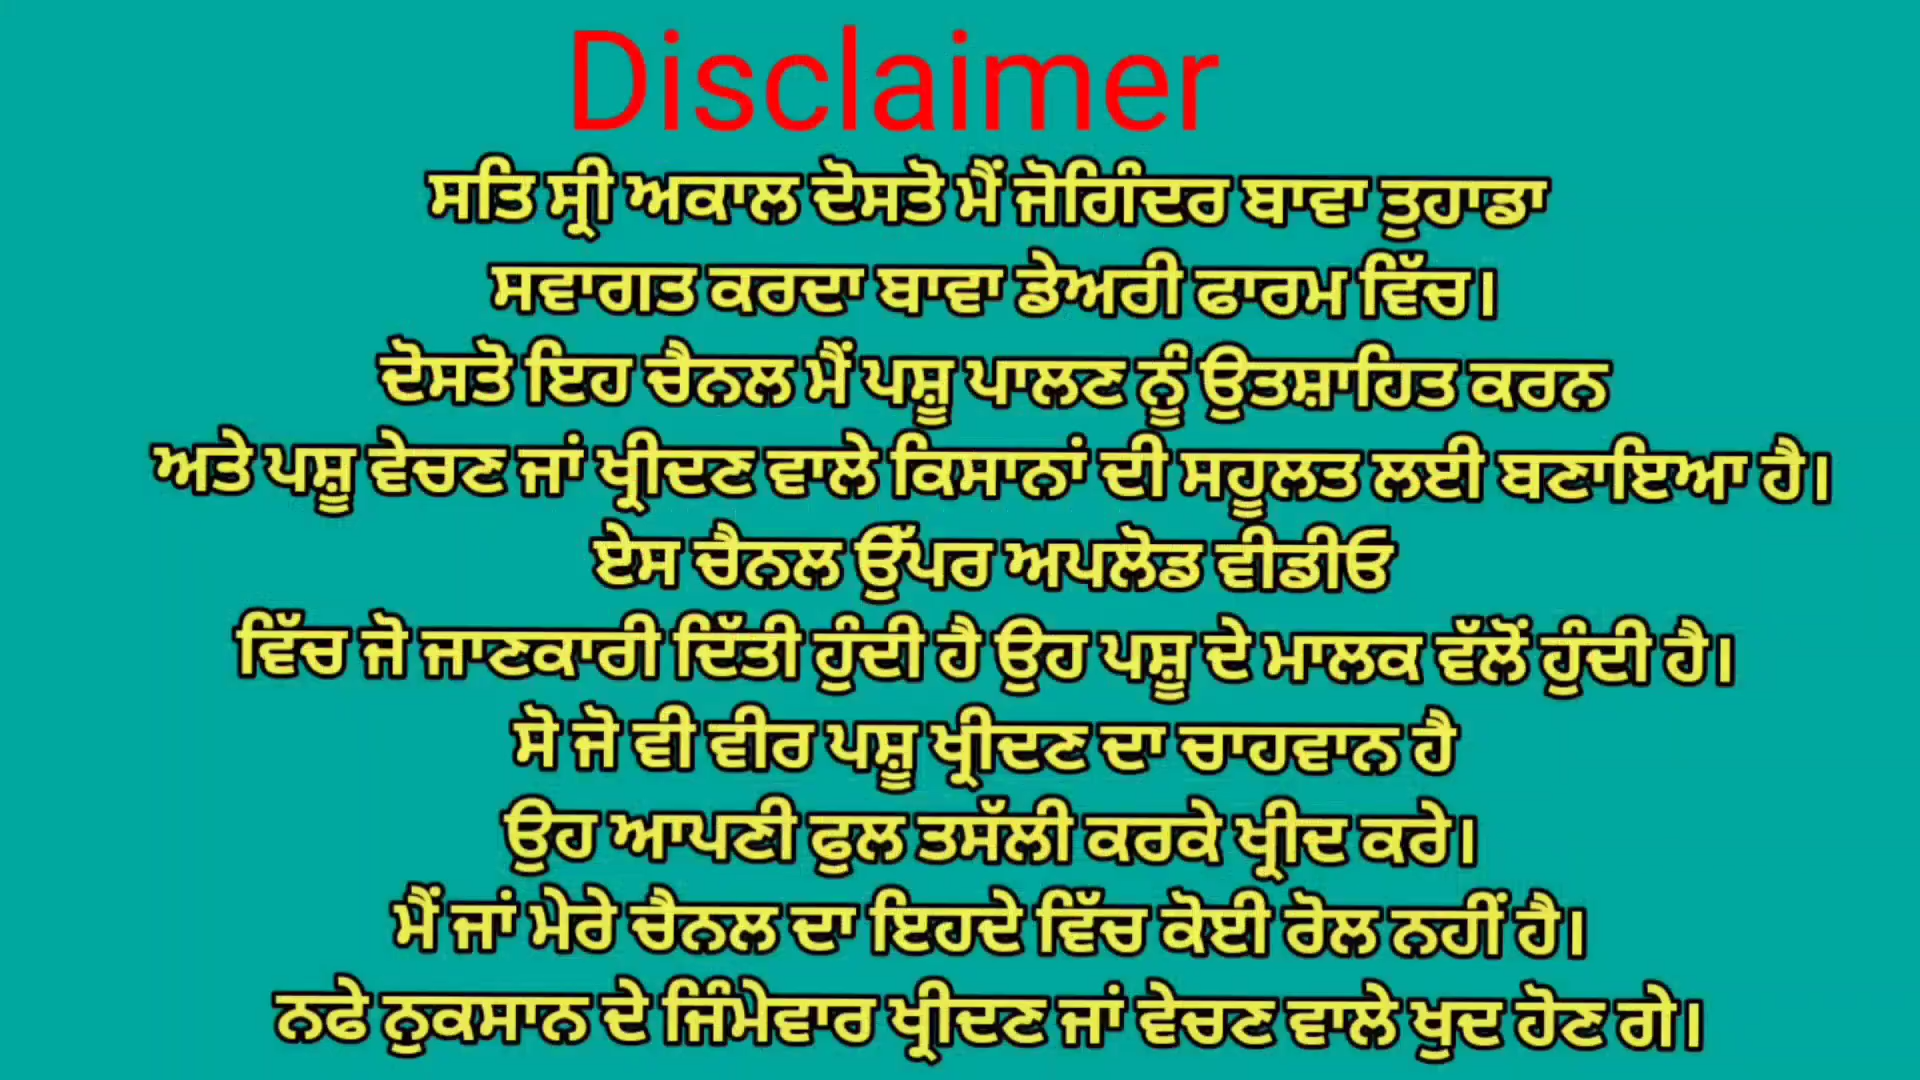 Disclaimer
ਸਤਿ ਸ੍ਰੀ ਅਕਾਲ ਦੋਸਤੋ ਮੈਂ ਜੋਗਿੰਦਰ ਬਾਵਾ ਤੁਹਾਡਾ
ਸਵਾਗਤ ਕਰਦਾ ਬਾਵਾ ਡੇਅਰੀ ਫਾਰਮ ਵਿੱਚ।
ਦੋਸਤੋ ਇਹ ਚੈਨਲ ਮੈਂ ਪਸ਼ੂ ਪਾਲਣ ਨੂੰ ਉਤਸ਼ਾਹਿਤ ਕਰਨ
ਅਤੇ ਪਸ਼ੂ ਵੇਚਣ ਜਾਂ ਖ੍ਰੀਦਣ ਵਾਲੇ ਕਿਸਾਨਾਂ ਦੀ ਸਹੂਲਤ ਲਈ ਬਣਾਇਆ ਹੈ।
ਏਸ ਚੈਨਲ ਉੱਪਰ ਅਪਲੋਡ ਵੀਡੀਓ
ਵਿੱਚ ਜੋ ਜਾਣਕਾਰੀ ਦਿੱਤੀ ਹੁੰਦੀ ਹੈ ਉਹ ਪਸ਼ੂ ਦੇ ਮਾਲਕ ਵੱਲੋਂ ਹੁੰਦੀ ਹੈ।
ਸੋ ਜੋ ਵੀ ਵੀਰ ਪਸ਼ੂ ਖ੍ਰੀਦਣ ਦਾ ਚਾਹਵਾਨ ਹੈ
ਉਹ ਆਪਣੀ ਫੁਲ ਤਸੱਲੀ ਕਰਕੇ ਖ੍ਰੀਦ ਕਰੇ।
ਮੈਂ ਜਾਂ ਮੇਰੇ ਚੈਨਲ ਦਾ ਇਹਦੇ ਵਿੱਚ ਕੋਈ ਰੋਲ ਨਹੀਂ ਹੈ।
ਨਫੇ ਨੁਕਸਾਨ ਦੇ ਜਿੰਮੇਵਾਰ ਖ੍ਰੀਦਣ ਜਾਂ ਵੇਚਣ ਵਾਲੇ ਖੁਦ ਹੋਣ ਗੇ।